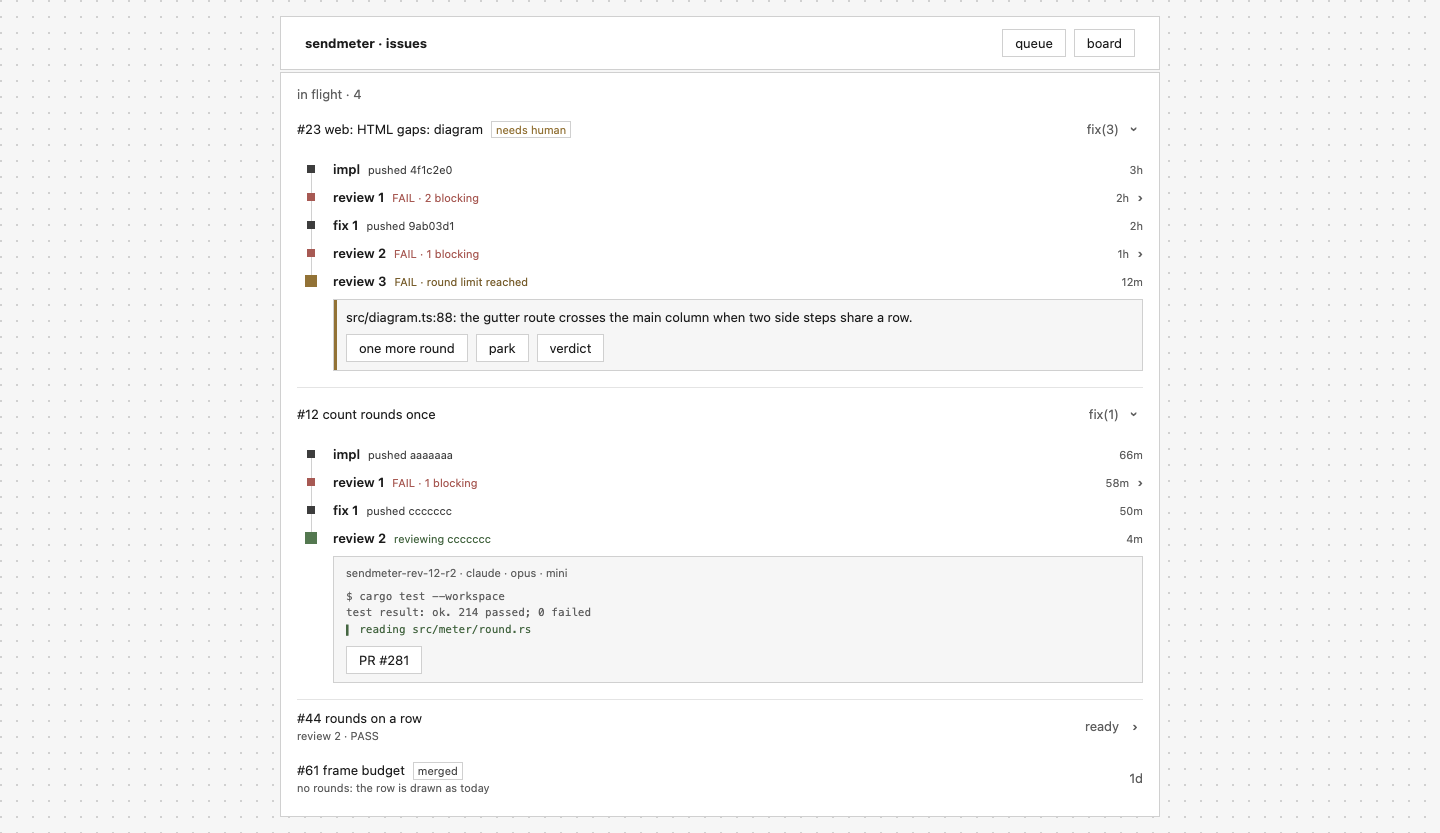 sendmeter · issues
queue
board
in flight · 4
#23 web: HTML gaps: diagram needs human fix(3)
impl pushed 4f1c2e0 3h
review 1 FAIL · 2 blocking 2h
fix 1 pushed 9ab03d1 2h
review 2 FAIL · 1 blocking 1h
review 3 FAIL · round limit reached 12m
src/diagram.ts:88: the gutter route crosses the main column when two side steps share a row.
one more round park verdict
#12 count rounds once fix(1)
impl pushed aaaaaaa 66m
review 1 FAIL · 1 blocking 58m
fix 1 pushed ccccccc 50m
review 2 reviewing ccccccc 4m
sendmeter-rev-12-r2 · claude · opus · mini
$ cargo test --workspace
test result: ok. 214 passed; 0 failed
reading src/meter/round.rs
PR #281
#44 rounds on a row ready
review 2 · PASS
#61 frame budget merged 1d
no rounds: the row is drawn as today